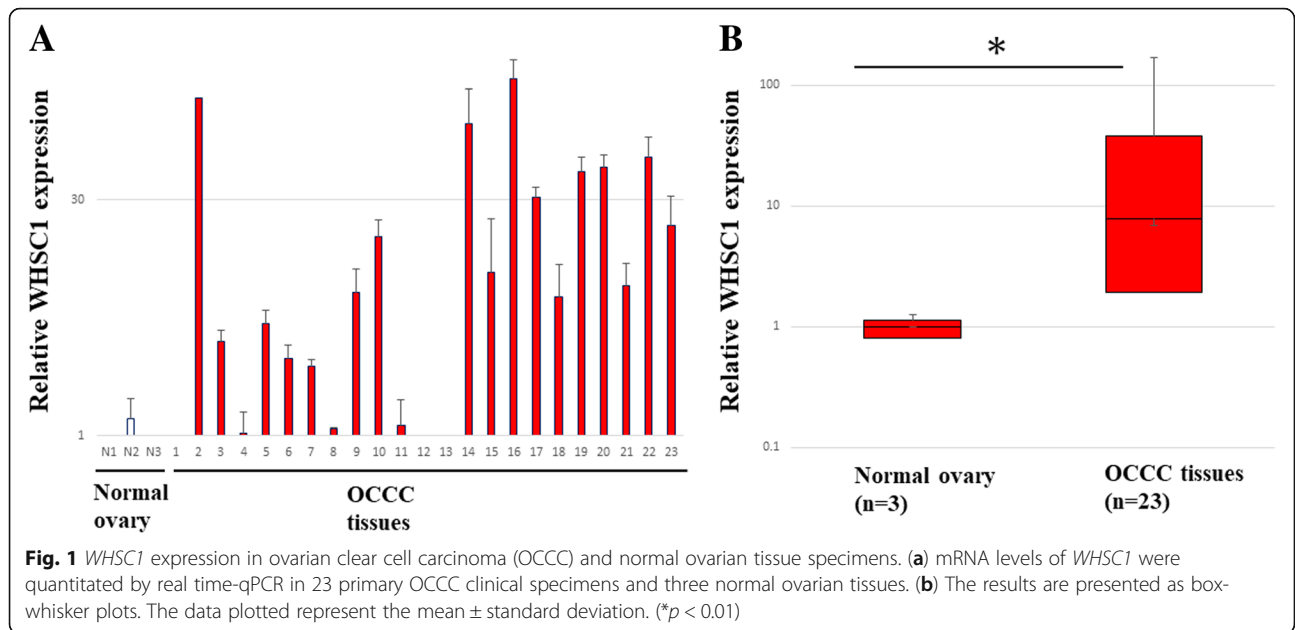 A
Relative WHSC1 expression
30
1
N1 N2 N3 1 2 3 4 5 6 7 8 9 10 11 12 13 14 15 16 17 18 19 20 21 22 23
Normal
ovary
OCCC
tissues
B
*
Relative WHSC1 expression
100
10
1
0.1
Normal ovary
(n=3)
OCCC tissues
(n=23)
Fig. 1 WHSC1 expression in ovarian clear cell carcinoma (OCCC) and normal ovarian tissue specimens. (a) mRNA levels of WHSC1 were
quantitated by real time-qPCR in 23 primary OCCC clinical specimens and three normal ovarian tissues. (b) The results are presented as box-
whisker plots. The data plotted represent the mean ± standard deviation. (*p < 0.01)